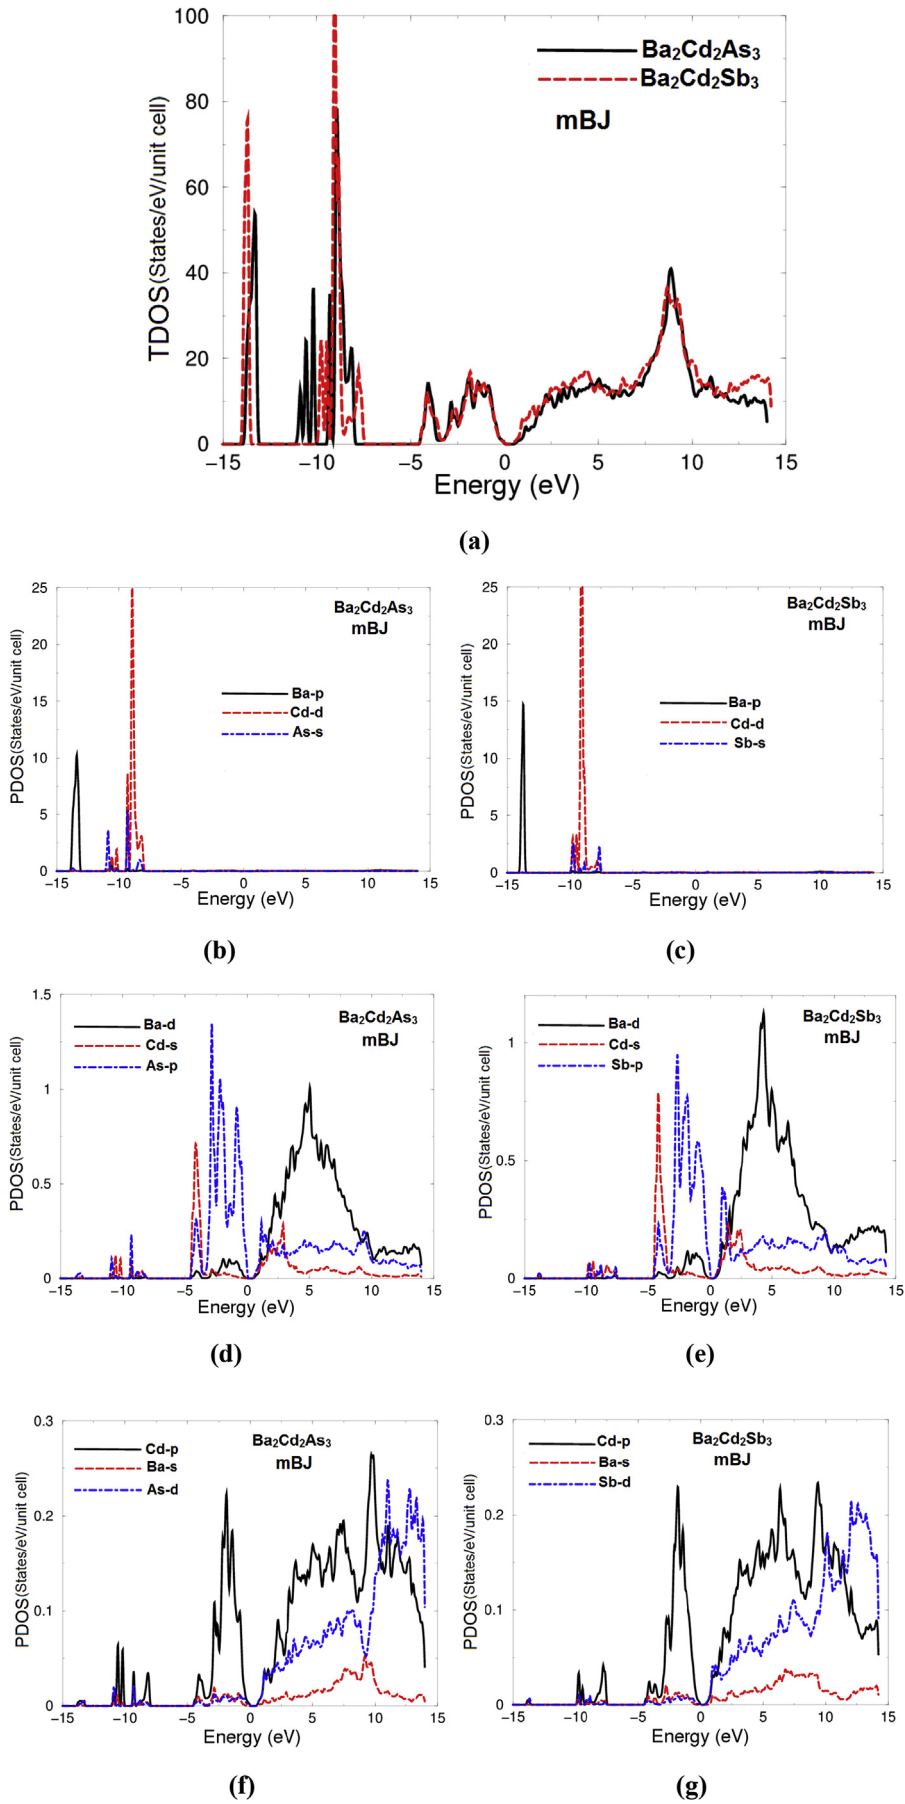 100
80
60
40
20
0
TDOS(States/eV/unit cell)
Ba₂Cd₂As₃
Ba₂Cd₂Sb₃
mBJ
−15 −10 −5 0 5 10 15
Energy (eV)
(a)
25
20
15
10
5
0
PDOS(States/eV/unit cell)
Ba₂Cd₂As₃
mBJ
Ba-p
Cd-d
As-s
−15 −10 −5 0 5 10 15
Energy (eV)
(b)
25
20
15
10
5
0
PDOS(States/eV/unit cell)
Ba₂Cd₂Sb₃
mBJ
Ba-p
Cd-d
Sb-s
−15 −10 −5 0 5 10 15
Energy (eV)
(c)
1.5
1
0.5
0
PDOS(States/eV/unit cell)
Ba-d
Cd-s
As-p
Ba₂Cd₂As₃
mBJ
−15 −10 −5 0 5 10 15
Energy (eV)
(d)
1
0.5
0
PDOS(States/eV/unit cell)
Ba-d
Cd-s
Sb-p
Ba₂Cd₂Sb₃
mBJ
−15 −10 −5 0 5 10 15
Energy (eV)
(e)
0.3
0.2
0.1
0
PDOS(States/eV/unit cell)
Cd-p
Ba-s
As-d
Ba₂Cd₂As₃
mBJ
−15 −10 −5 0 5 10 15
Energy (eV)
(f)
0.3
0.2
0.1
0
PDOS(States/eV/unit cell)
Cd-p
Ba-s
Sb-d
Ba₂Cd₂Sb₃
mBJ
−15 −10 −5 0 5 10 15
Energy (eV)
(g)